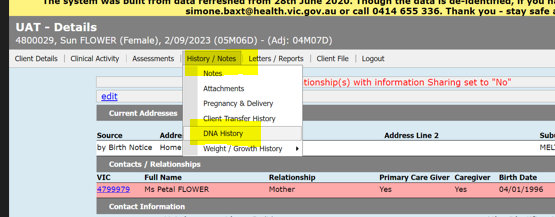 The system was built from data refreshed from 28th June 2020. Though the data is de-identified, if
simone.baxt@health.vic.gov.au or call 0414 655 336. Thank you - stay safe a
UAT - Details
4800029, Sun FLOWER (Female), 2/09/2023 (05M06D) - (Adj: 04M07D)
Client Details | Clinical Activity | Assessments | History / Notes | Letters / Reports | Client File | Logout
Notes
tionship(s) with information Sharing set to "No"
Attachments
edit
Pregnancy & Delivery
Current Addresses
Client Transfer History
Source Addre DNA History Address Line 2 Subu
by Birth Notice Home Weight / Growth History MEL
Contacts / Relationships
VIC Full Name Relationship Primary Care Giver Caregiver Birth Date
4799979 Ms Petal FLOWER Mother Yes Yes 04/01/1996
Contact Information